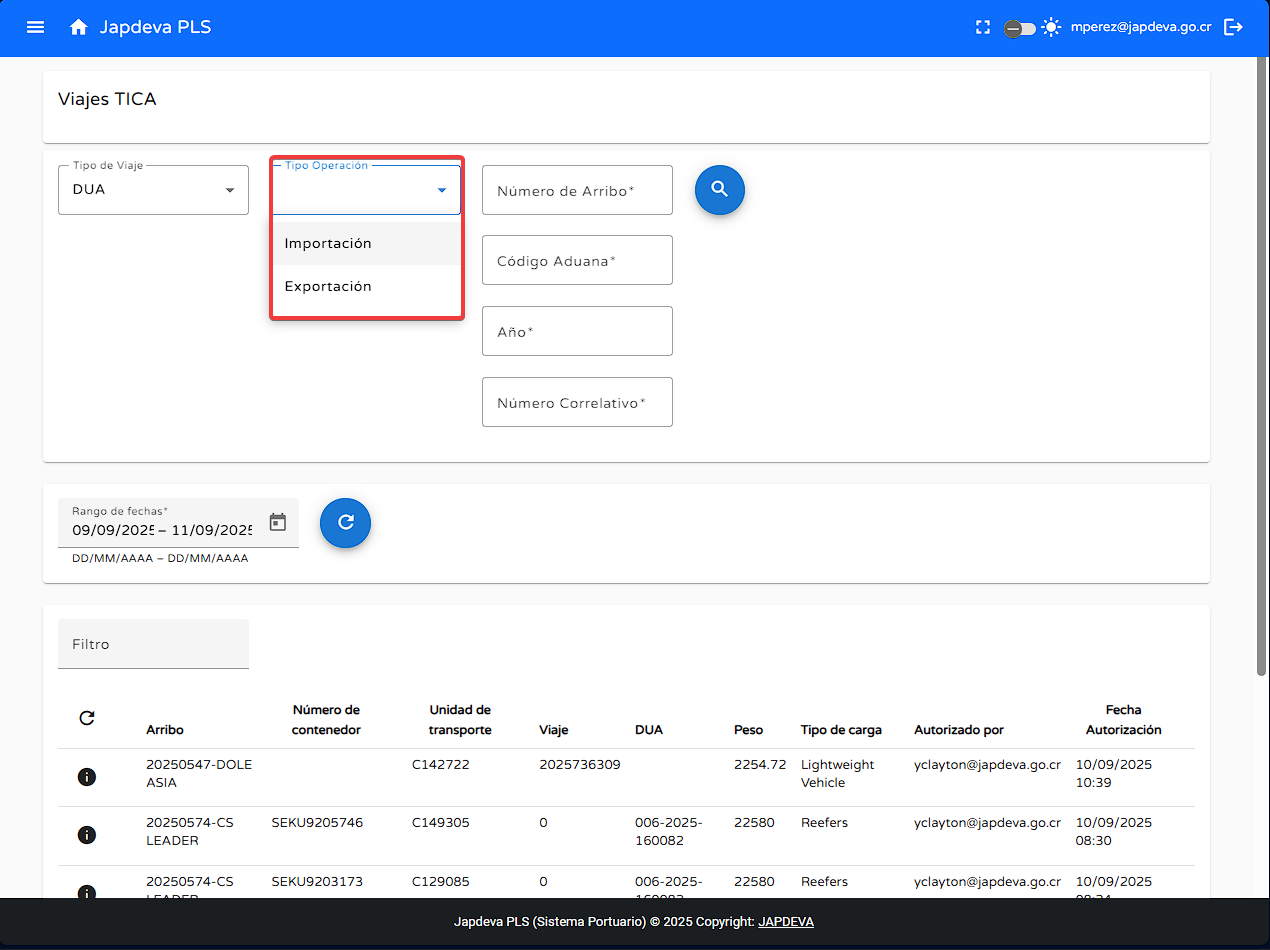 Japdeva PLS
mperez@japdeva.go.cr
Viajes TICA
Tipo de Viaje
DUA
Tipo Operación
Importación
Exportación
Número de Arribo*
Código Aduana*
Año*
Número Correlativo*
Rango de fechas*
09/09/2025 – 11/09/2025
DD/MM/AAAA – DD/MM/AAAA
Filtro
Arribo Número de contenedor Unidad de transporte Viaje DUA Peso Tipo de carga Autorizado por Fecha Autorización
20250547-DOLE C142722 2025736309 2254.72 Lightweight yclayton@japdeva.go.cr 10/09/2025
ASIA Vehicle 10:39
20250574-CS SEKU9205746 C149305 0 006-2025- 22580 Reefers yclayton@japdeva.go.cr 10/09/2025
LEADER 160082 08:30
20250574-CS SEKU9203173 C129085 0 006-2025- 22580 Reefers yclayton@japdeva.go.cr 10/09/2025
Japdeva PLS (Sistema Portuario) © 2025 Copyright: JAPDEVA